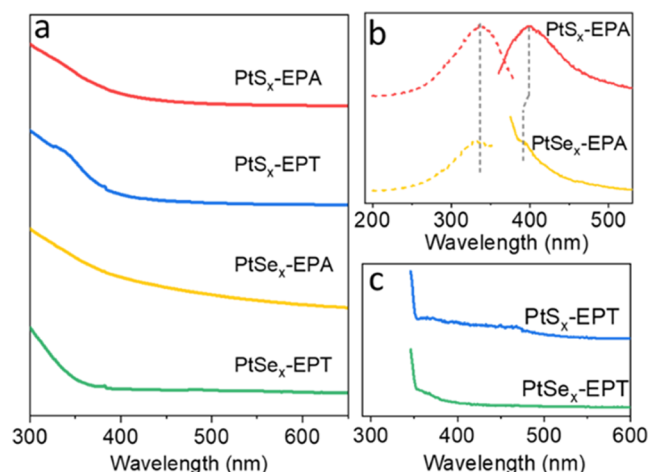 a
PtSx-EPA
PtSx-EPT
PtSex-EPA
PtSex-EPT
300 400 500 600
Wavelength (nm)
b
PtSx-EPA
PtSex-EPA
200 300 400 500
Wavelength (nm)
c
PtSx-EPT
PtSex-EPT
300 400 500 600
Wavelength (nm)